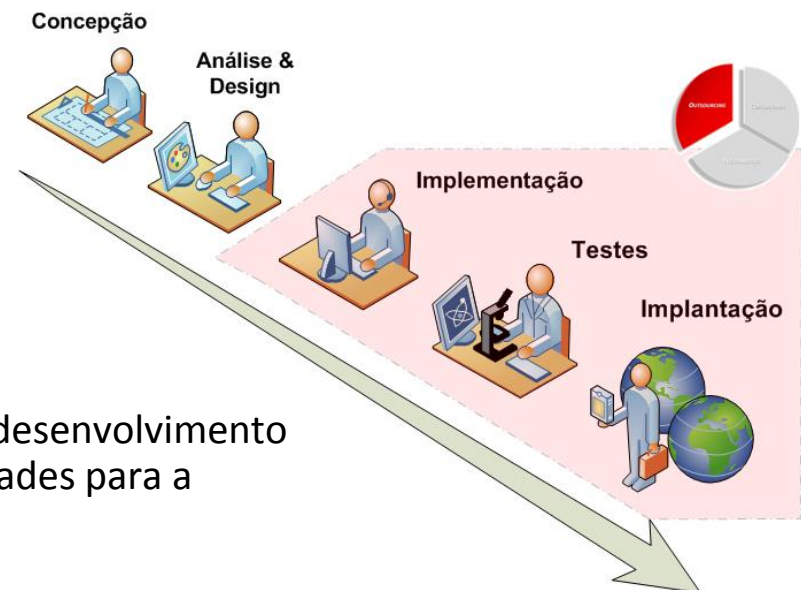 Concepção
Análise &
Design
OUTSOURCING
Implementação
Testes
Implantação
desenvolvimento
ades para a